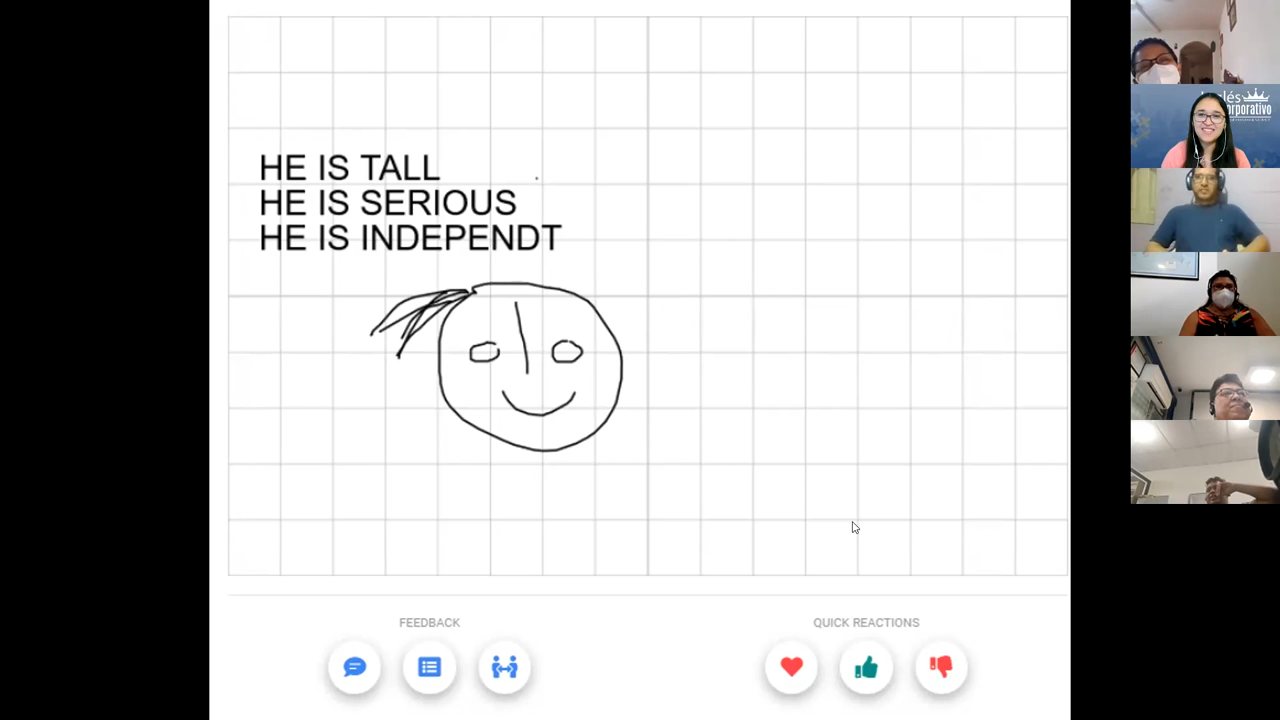 HE IS TALL
HE IS SERIOUS
HE IS INDEPENDT
FEEDBACK
QUICK REACTIONS